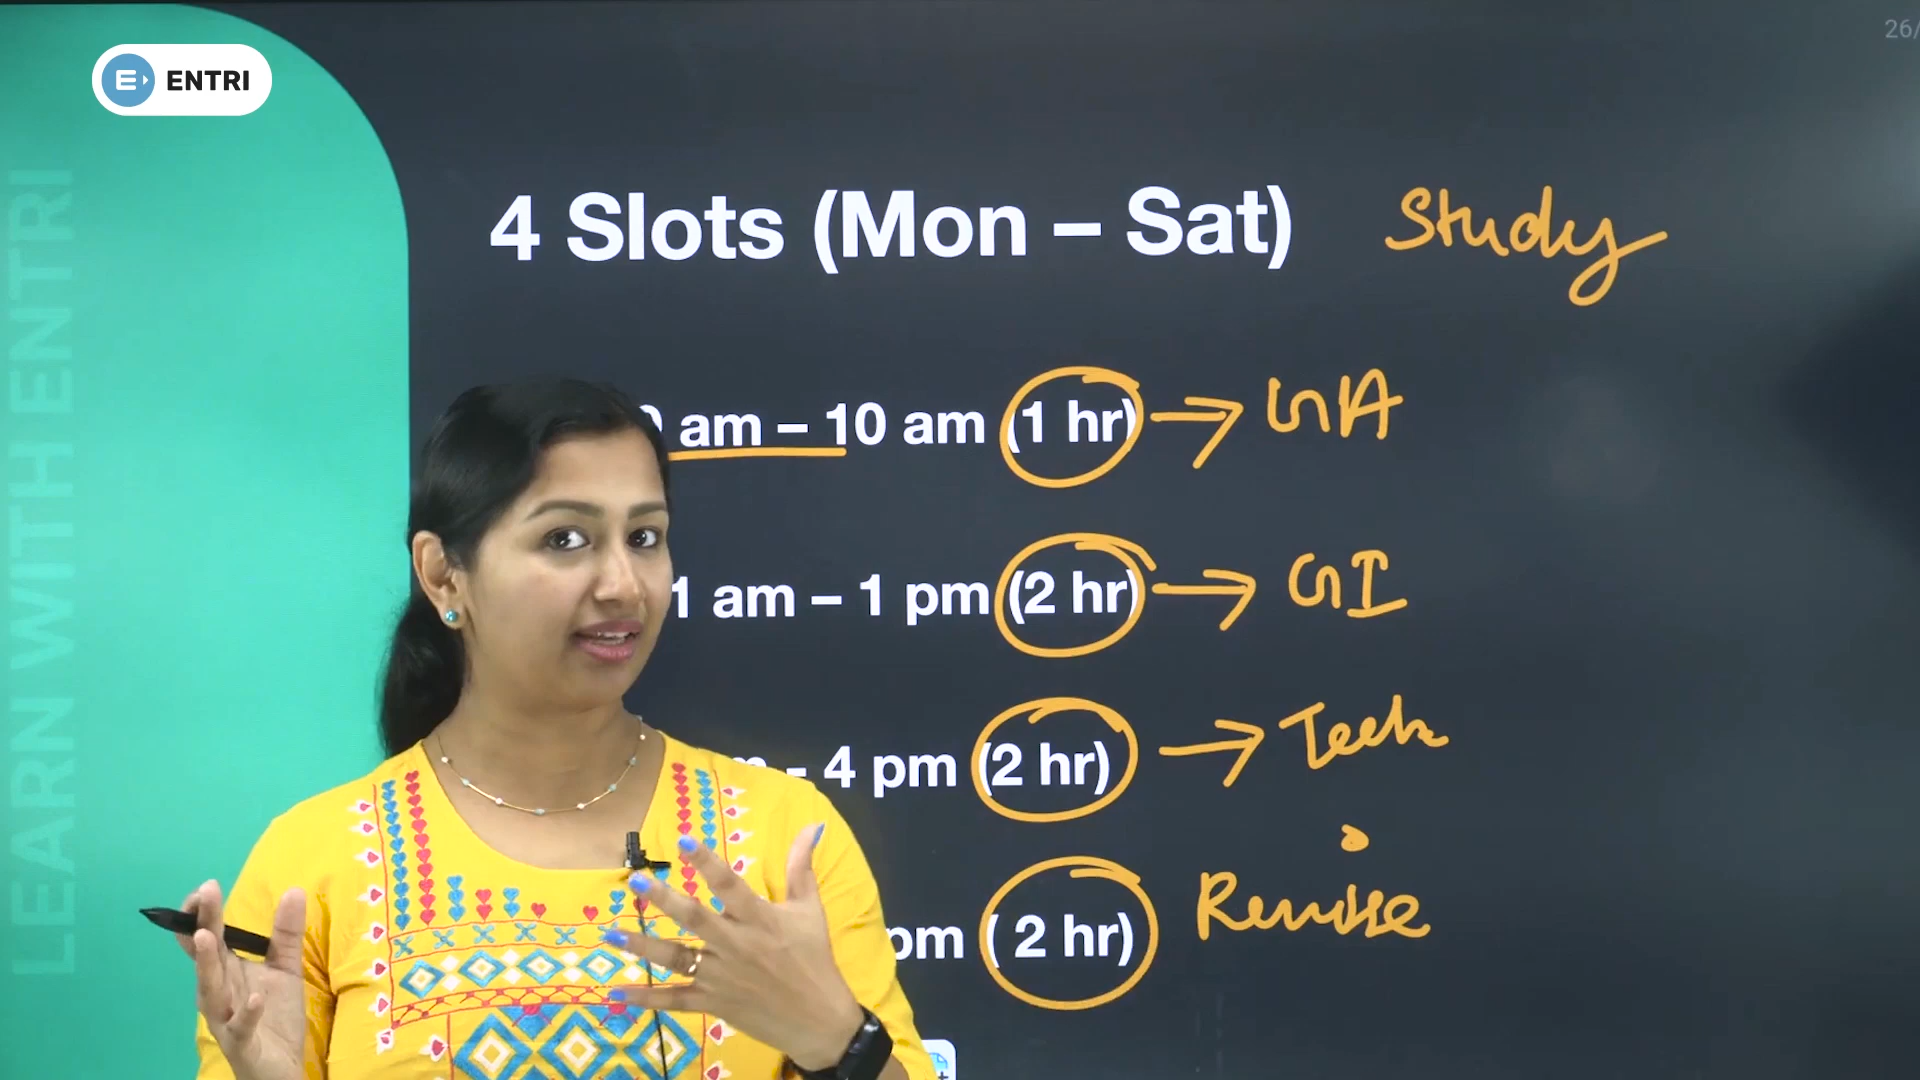 ENTRI
26/
LEARN WITH ENTRI
4 Slots (Mon – Sat) Study
am – 10 am (1 hr) → GA
1 am – 1 pm (2 hr) → GI
- 4 pm (2 hr) → Tech
pm ( 2 hr) Revise